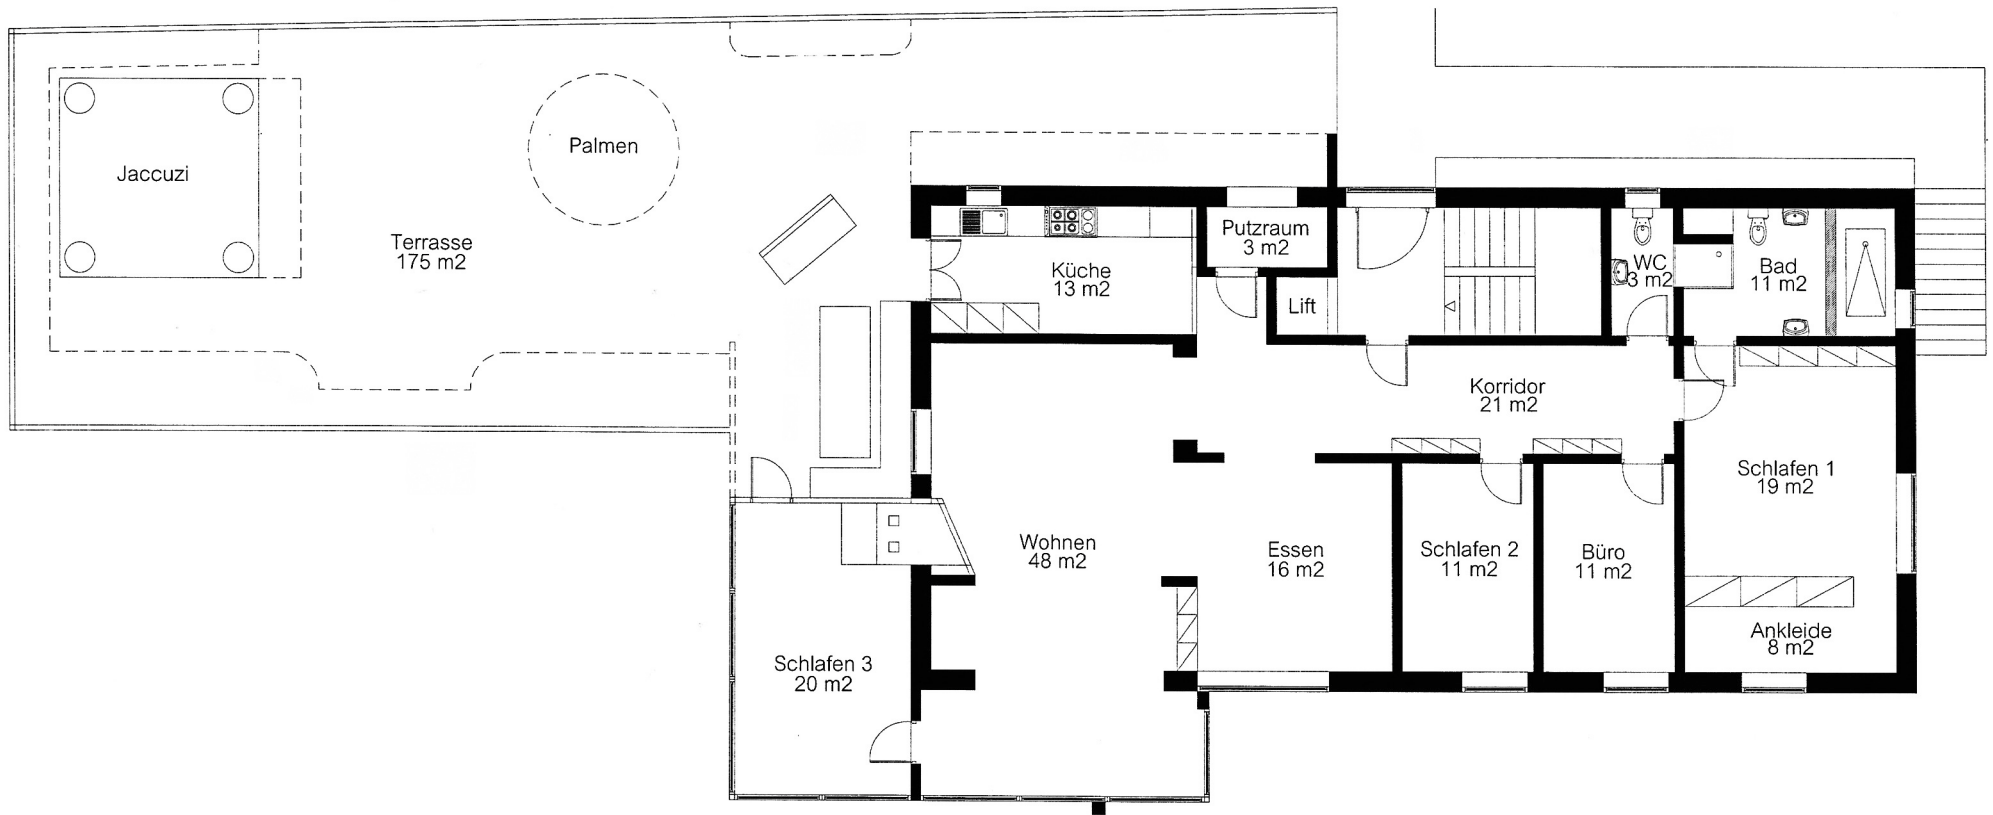 Jaccuzi
Palmen
Terrasse
175 m2
Küche
13 m2
Putzraum
3 m2
Lift
WC
3 m2
Bad
11 m2
Korridor
21 m2
Schlafen 1
19 m2
Wohnen
48 m2
Essen
16 m2
Schlafen 2
11 m2
Büro
11 m2
Ankleide
8 m2
Schlafen 3
20 m2